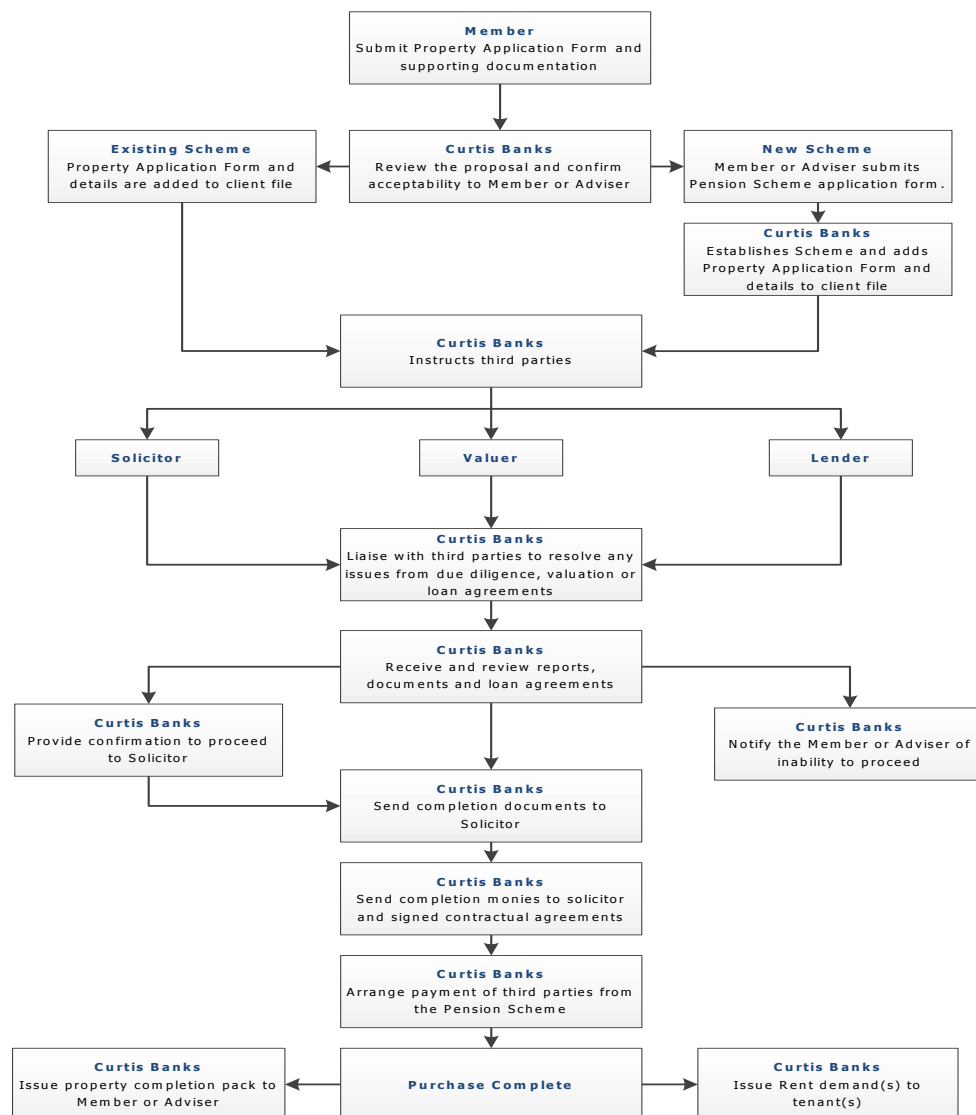 Member
Submit Property Application Form and
supporting documentation
Existing Scheme
Property Application Form and
details are added to client file
Curtis Banks
Review the proposal and confirm
acceptability to Member or Adviser
New Scheme
Member or Adviser submits
Pension Scheme application form.
Curtis Banks
Establishes Scheme and adds
Property Application Form and
details to client file
Curtis Banks
Instructs third parties
Solicitor
Valuer
Lender
Curtis Banks
Liaise with third parties to resolve any
issues from due diligence, valuation or
loan agreements
Curtis Banks
Receive and review reports,
documents and loan agreements
Curtis Banks
Provide confirmation to proceed
to Solicitor
Curtis Banks
Notify the Member or Adviser of
inability to proceed
Curtis Banks
Send completion documents to
Solicitor
Curtis Banks
Send completion monies to solicitor
and signed contractual agreements
Curtis Banks
Arrange payment of third parties from
the Pension Scheme
Curtis Banks
Issue property completion pack to
Member or Adviser
Purchase Complete
Curtis Banks
Issue Rent demand(s) to
tenant(s)